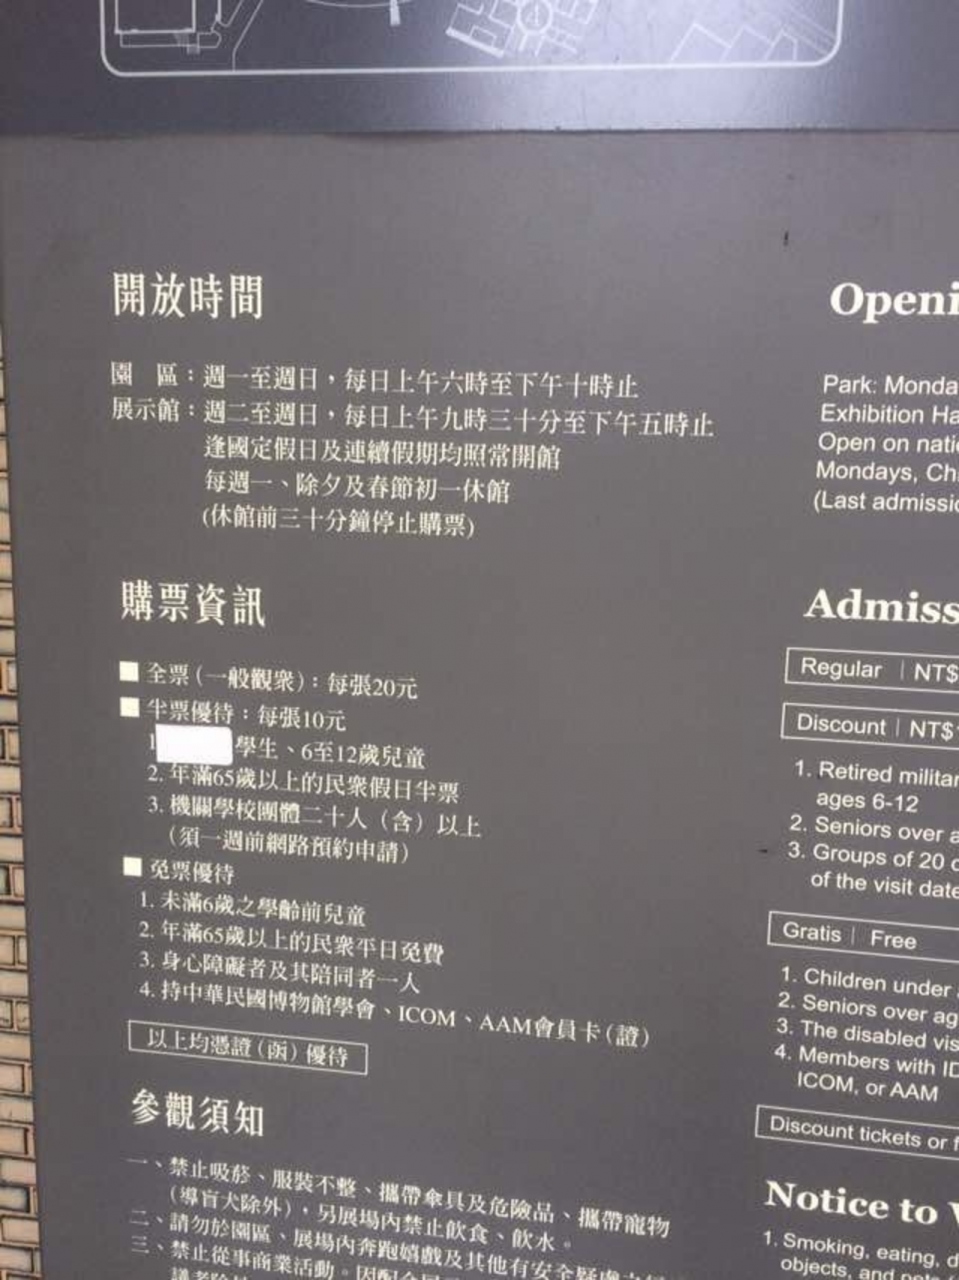 開放時間
園 區：週一至週日，每日上午六時至下午十時止
展示館：週二至週日，每日上午九時三十分至下午五時止
逢國定假日及連續假期均照常開館
每週一、除夕及春節初一休館
(休館前三十分鐘停止購票)
購票資訊
■ 全票(一般觀衆)：每張20元
■ 半票優待：每張10元
學生、6至12歲兒童
2. 年滿65歲以上的民衆假日半票
3. 機關學校團體二十人（含）以上
（須一週前網路預約申請）
■ 免票優待
1. 未滿6歲之學齡前兒童
2. 年滿65歲以上的民衆平日免費
3. 身心障礙者及其陪同者一人
4. 持中華民國博物館學會、ICOM、AAM會員卡(證)
以上均憑證(函)優待
參觀須知
一、禁止吸菸、服裝不整、攜帶傘具及危險品、攜帶寵物
(導盲犬除外)，另展場內禁止飲食、飲水。
二、請勿於園區、展場內奔跑嬉戲及其他有安全疑慮之
三、禁止從事商業活動。
Openi
Park: Monda
Exhibition Ha
Open on natio
Mondays, Ch
(Last admissio
Admiss
Regular | NT$
Discount | NT$
1. Retired militar
ages 6-12
2. Seniors over a
3. Groups of 20 o
of the visit date
Gratis | Free
1. Children under
2. Seniors over ag
3. The disabled vis
4. Members with ID
ICOM, or AAM
Discount tickets or f
Notice to V
1. Smoking, eating, d
objects, and